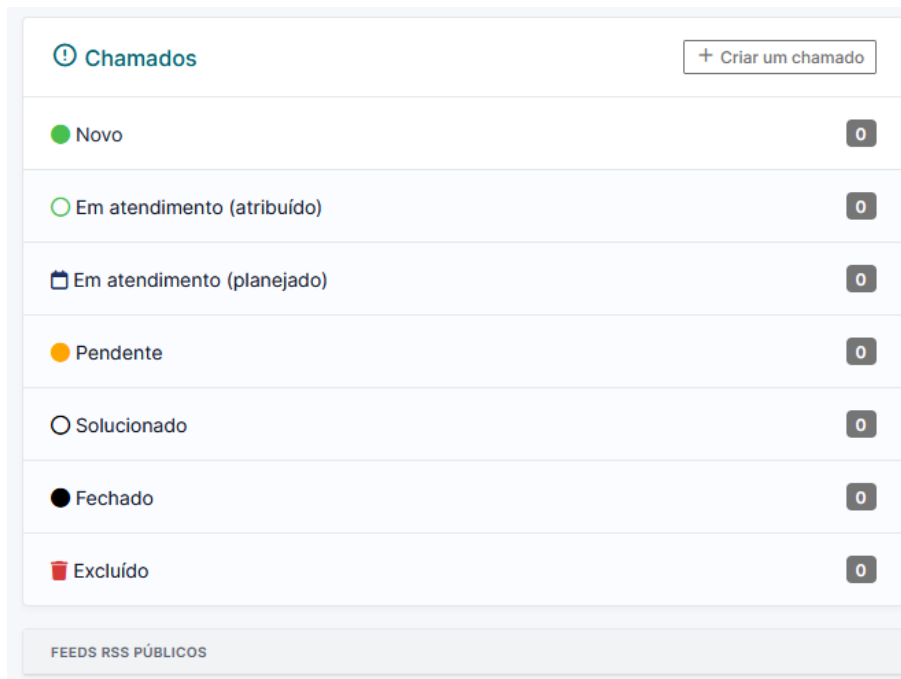 Chamados
+ Criar um chamado
Novo 0
Em atendimento (atribuído) 0
Em atendimento (planejado) 0
Pendente 0
Solucionado 0
Fechado 0
Excluído 0
FEEDS RSS PÚBLICOS